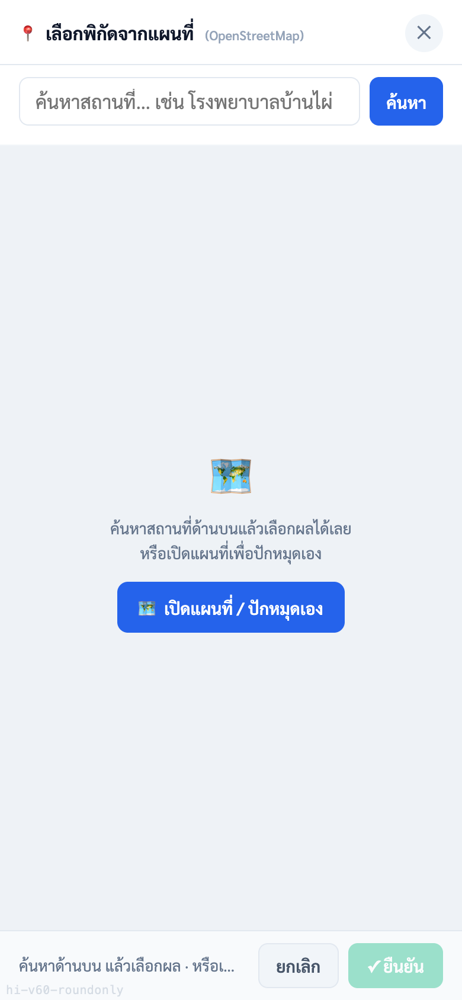 เลือกพิกัดจากแผนที่ (OpenStreetMap)
ค้นหาสถานที่... เช่น โรงพยาบาลบ้านไผ่
ค้นหา
ค้นหาสถานที่ด้านบนแล้วเลือกผลได้เลย
หรือเปิดแผนที่เพื่อปักหมุดเอง
เปิดแผนที่ / ปักหมุดเอง
ค้นหาด้านบน แล้วเลือกผล · หรือเ...
ยกเลิก
✓ ยืนยัน
hi-v60-roundonly